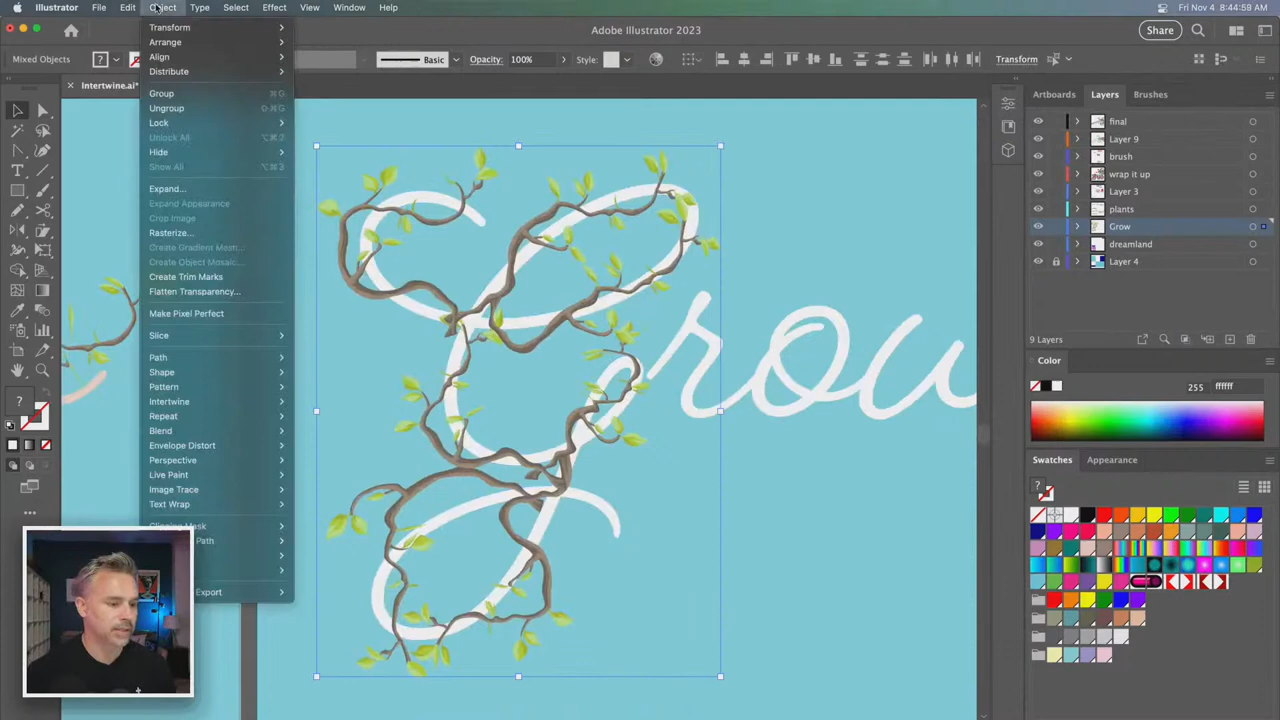 Illustrator File Edit Object Type Select Effect View Window Help Fri Nov 4 8:44:59 AM
Adobe Illustrator 2023 Share
Mixed Objects ? Basic Opacity: 100% Style: Transform
× Intertwine.ai*
Transform
Arrange
Align
Distribute
Group ⌘G
Ungroup ⇧⌘G
Lock
Unlock All ⌥⌘2
Hide
Show All ⌥⌘3
Expand...
Expand Appearance
Crop Image
Rasterize...
Create Gradient Mesh...
Create Object Mosaic...
Create Trim Marks
Flatten Transparency...
Make Pixel Perfect
Slice
Path
Shape
Pattern
Intertwine
Repeat
Blend
Envelope Distort
Perspective
Live Paint
Image Trace
Text Wrap
Clipping Mask
Path
Export
Grow
Artboards Layers Brushes
final
Layer 9
brush
wrap it up
Layer 3
plants
Grow
dreamland
Layer 4
9 Layers
Color
255 ffffff
Swatches Appearance
?
?